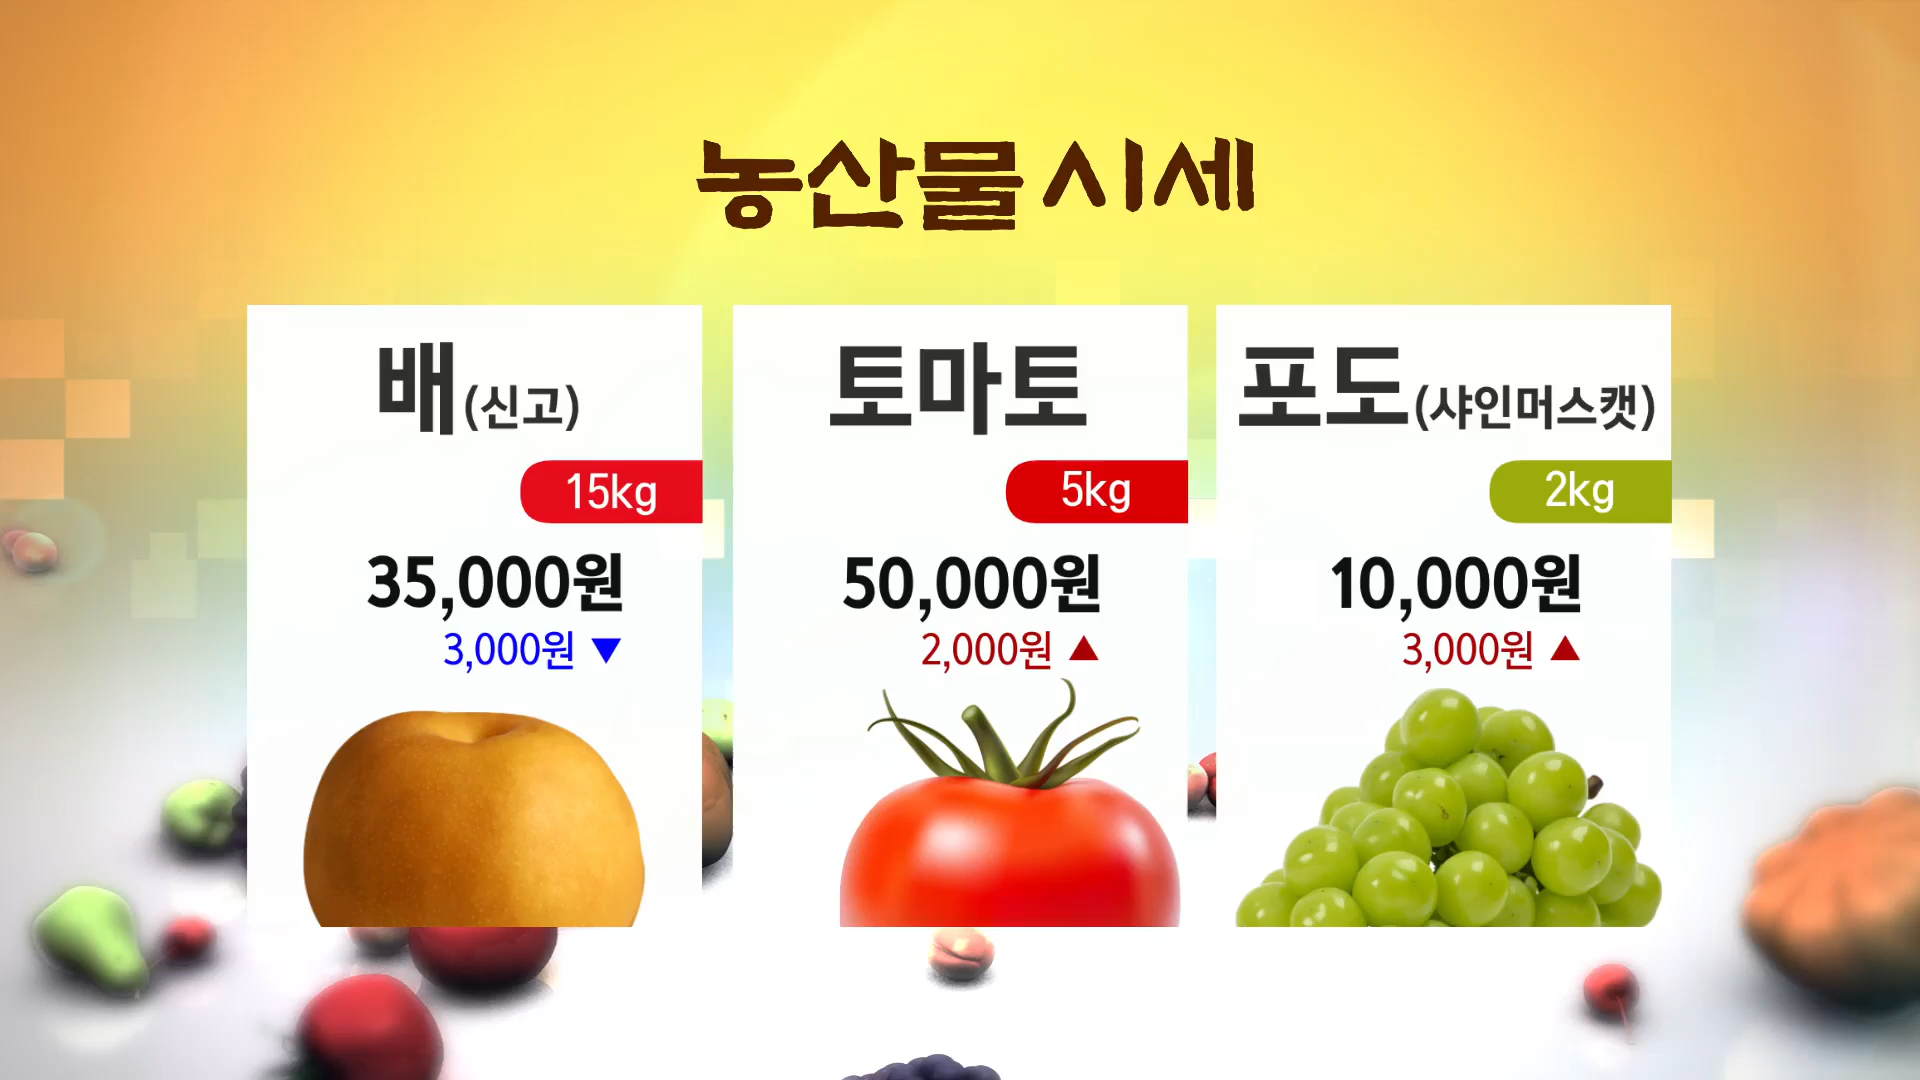 농산물 시세
배(신고)
15kg
35,000원
3,000원 ▼
토마토
5kg
50,000원
2,000원 ▲
포도(샤인머스캣)
2kg
10,000원
3,000원 ▲